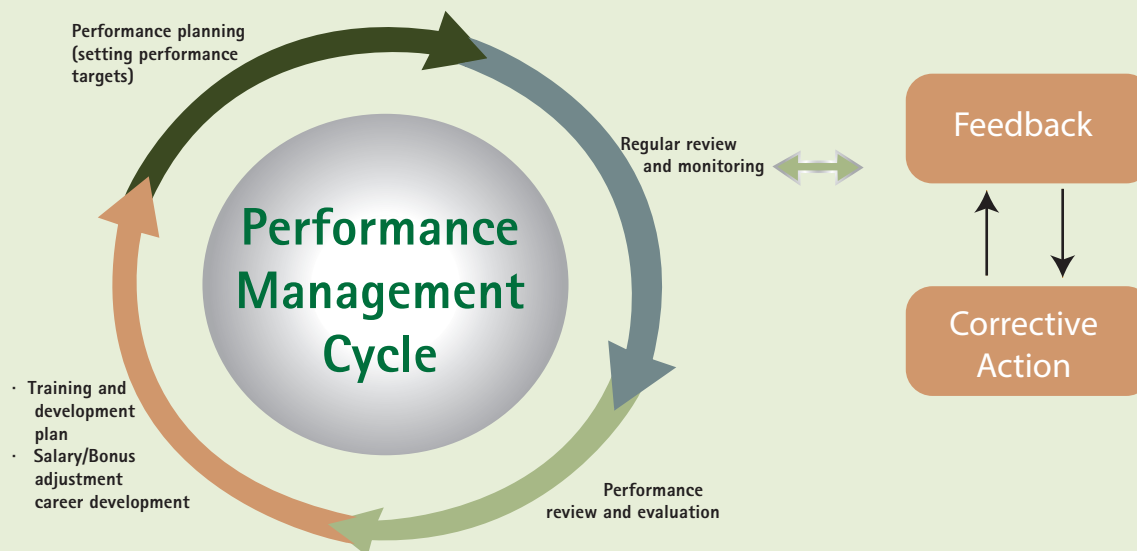 Performance planning
(setting performance
targets)
Regular review
and monitoring
Feedback
Performance
Management
Cycle
Corrective
Action
· Training and
development
plan
· Salary/Bonus
adjustment
career development
Performance
review and evaluation